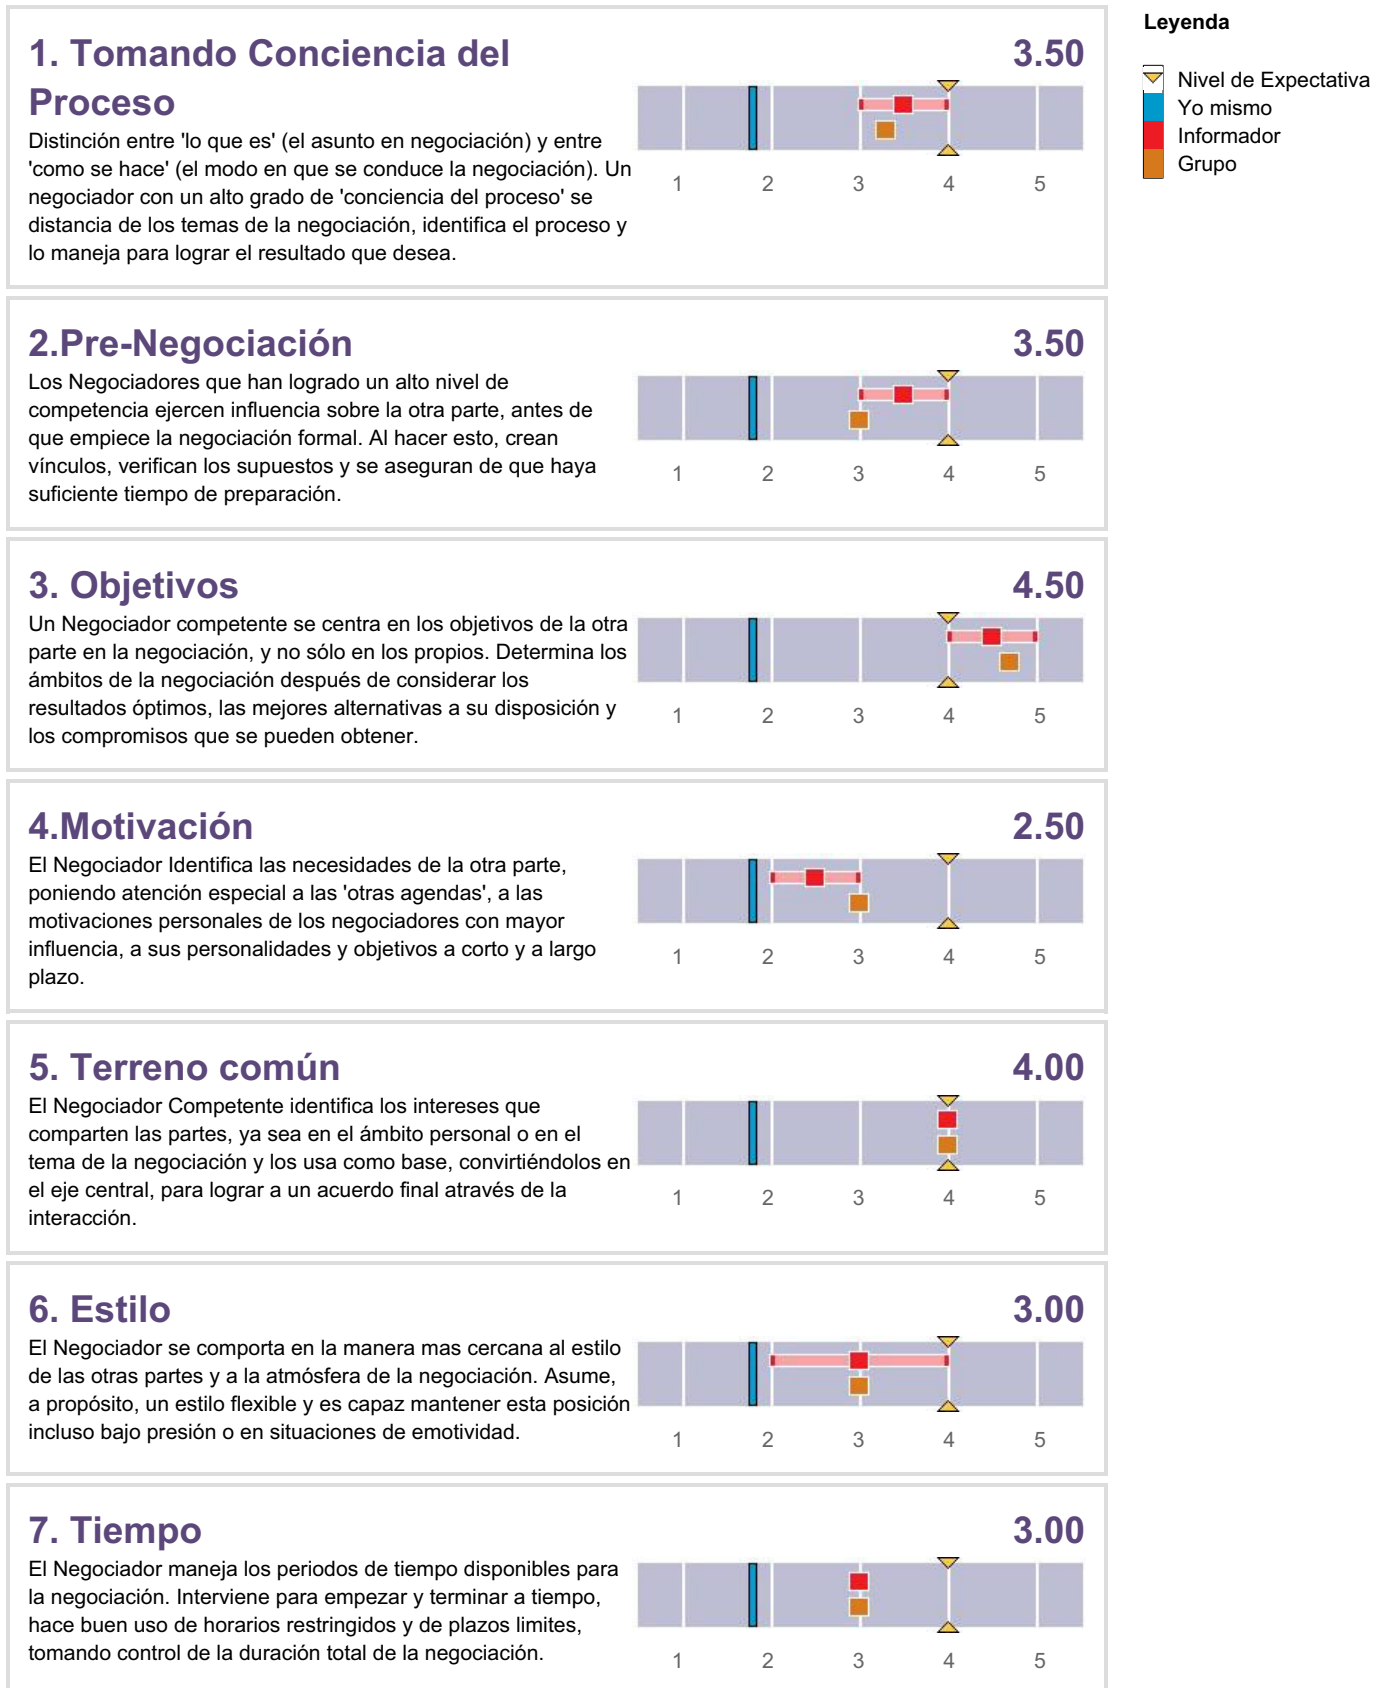 1. Tomando Conciencia del
Proceso
3.50
Distinción entre 'lo que es' (el asunto en negociación) y entre
'como se hace' (el modo en que se conduce la negociación). Un
negociador con un alto grado de 'conciencia del proceso' se
distancia de los temas de la negociación, identifica el proceso y
lo maneja para lograr el resultado que desea.
1 2 3 4 5
Leyenda
Nivel de Expectativa
Yo mismo
Informador
Grupo
2.Pre-Negociación
3.50
Los Negociadores que han logrado un alto nivel de
competencia ejercen influencia sobre la otra parte, antes de
que empiece la negociación formal. Al hacer esto, crean
vínculos, verifican los supuestos y se aseguran de que haya
suficiente tiempo de preparación.
1 2 3 4 5
3. Objetivos
4.50
Un Negociador competente se centra en los objetivos de la otra
parte en la negociación, y no sólo en los propios. Determina los
ámbitos de la negociación después de considerar los
resultados óptimos, las mejores alternativas a su disposición y
los compromisos que se pueden obtener.
1 2 3 4 5
4.Motivación
2.50
El Negociador Identifica las necesidades de la otra parte,
poniendo atención especial a las 'otras agendas', a las
motivaciones personales de los negociadores con mayor
influencia, a sus personalidades y objetivos a corto y a largo
plazo.
1 2 3 4 5
5. Terreno común
4.00
El Negociador Competente identifica los intereses que
comparten las partes, ya sea en el ámbito personal o en el
tema de la negociación y los usa como base, convirtiéndolos en
el eje central, para lograr a un acuerdo final através de la
interacción.
1 2 3 4 5
6. Estilo
3.00
El Negociador se comporta en la manera mas cercana al estilo
de las otras partes y a la atmósfera de la negociación. Asume,
a propósito, un estilo flexible y es capaz mantener esta posición
incluso bajo presión o en situaciones de emotividad.
1 2 3 4 5
7. Tiempo
3.00
El Negociador maneja los periodos de tiempo disponibles para
la negociación. Interviene para empezar y terminar a tiempo,
hace buen uso de horarios restringidos y de plazos limites,
tomando control de la duración total de la negociación.
1 2 3 4 5